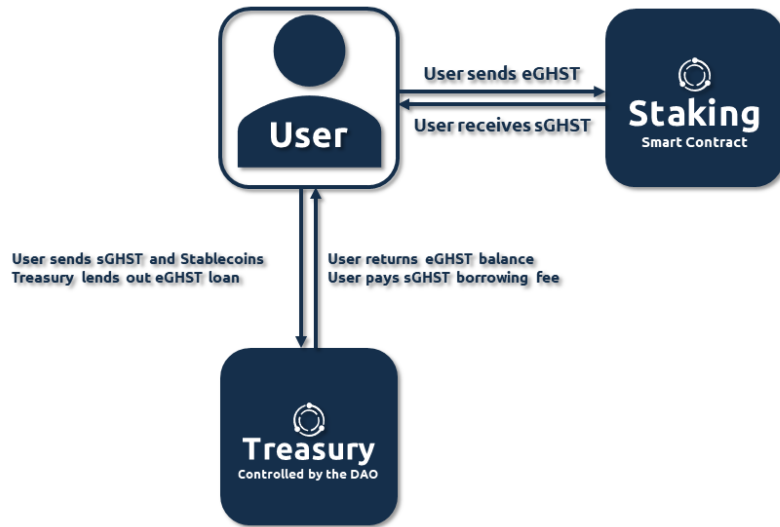 User
User sends eGHST
User receives sGHST
Staking
Smart Contract
User sends sGHST and Stablecoins
Treasury lends out eGHST loan
User returns eGHST balance
User pays sGHST borrowing fee
Treasury
Controlled by the DAO